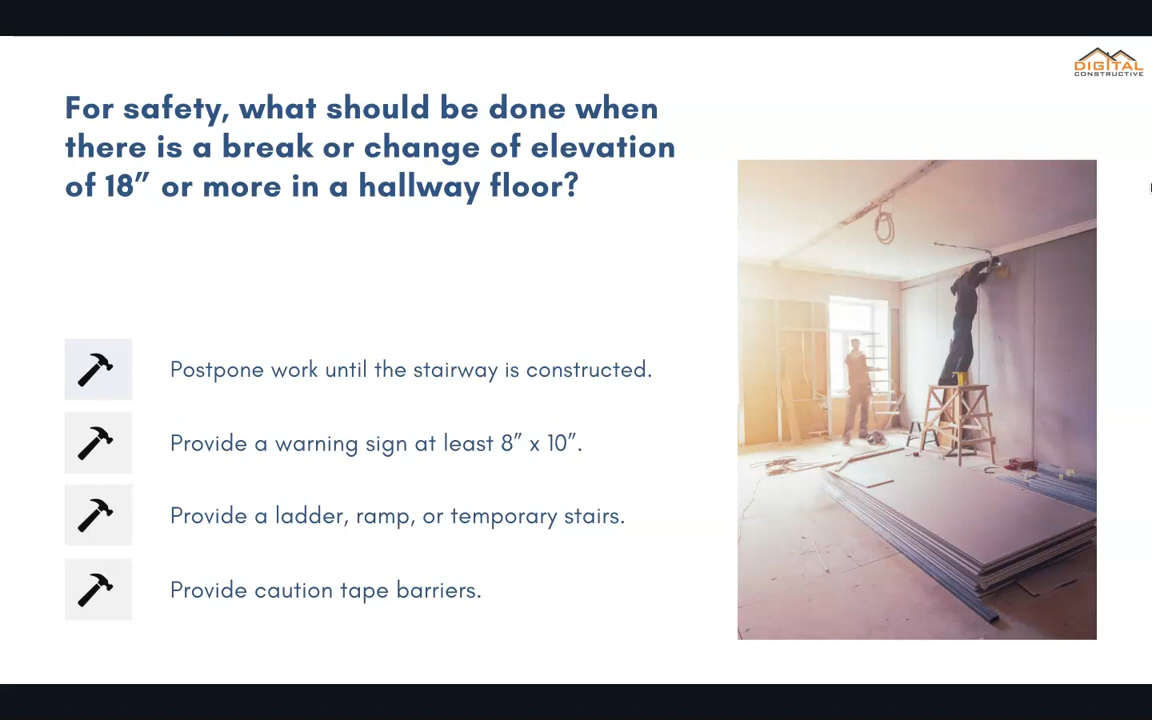 DIGITAL
CONSTRUCTIVE
For safety, what should be done when
there is a break or change of elevation
of 18” or more in a hallway floor?
Postpone work until the stairway is constructed.
Provide a warning sign at least 8” x 10”.
Provide a ladder, ramp, or temporary stairs.
Provide caution tape barriers.